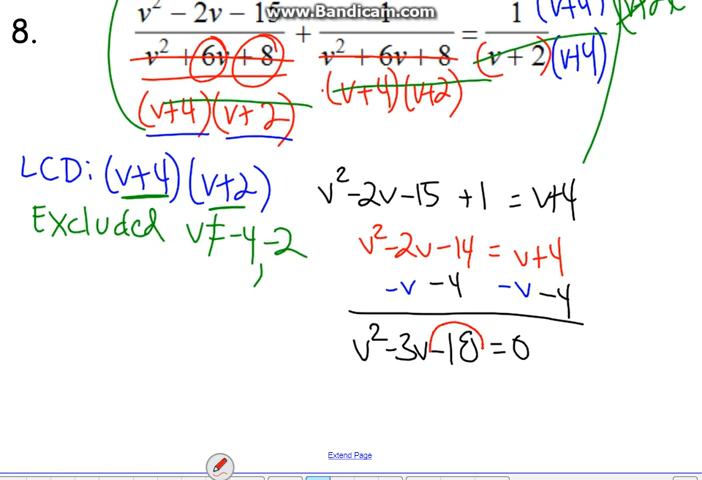 www.Bandicam.com
8.
v² − 2v − 15 / v² + 6v + 8 + 1 / v² + 6v + 8 = 1 / (v + 2)(v+4) (v+4)
(v+4)(v+2) (v+4)(v+2)
LCD: (v+4)(v+2)
Excluded v≠-4,-2
v²-2v-15 +1 = v+4
v²-2v-14 = v+4
-v -4 -v -4
v²-3v-18=0
Extend Page